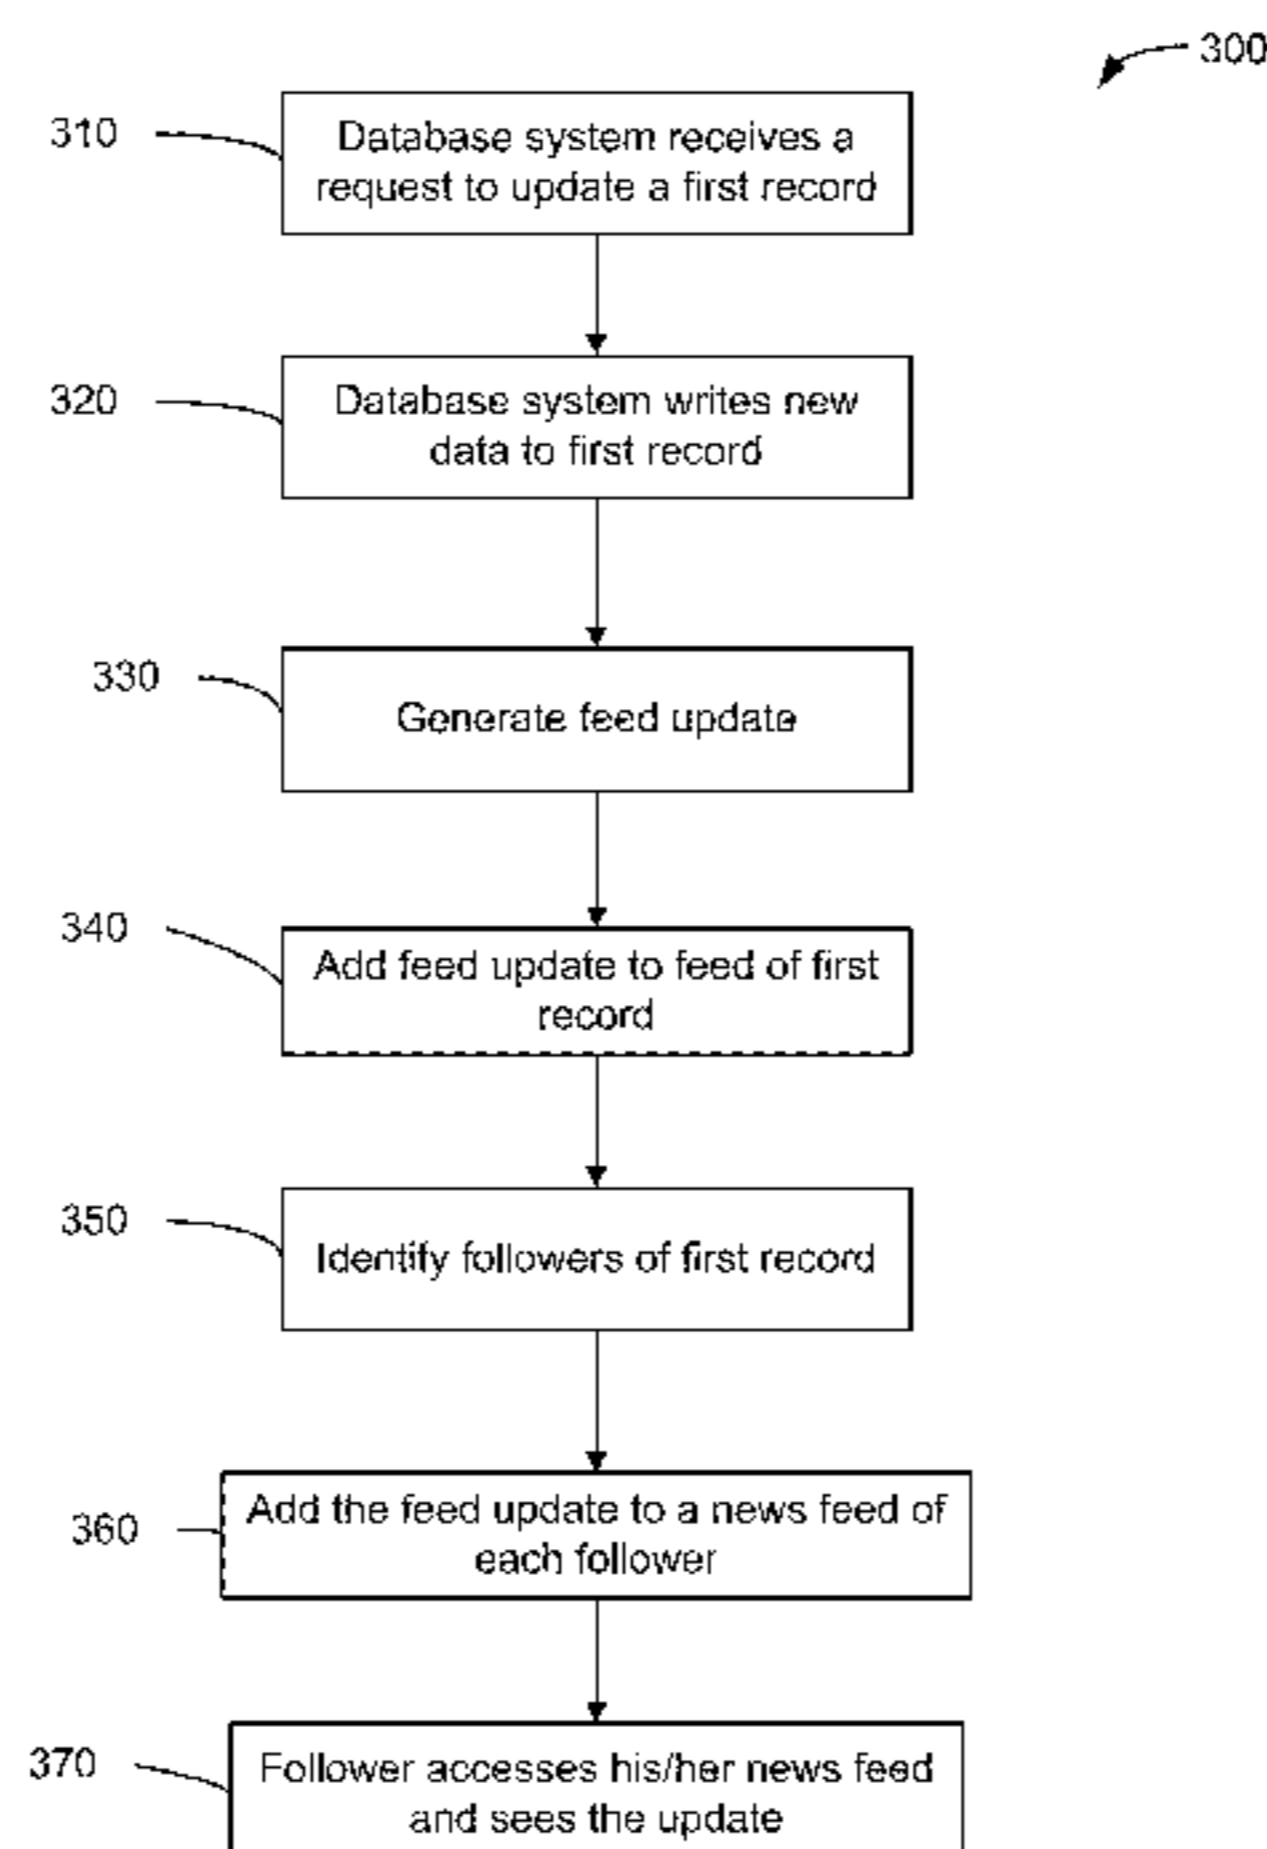 300
310
Database system receives a
request to update a first record
320
Database system writes new
data to first record
330
Generate feed update
340
Add feed update to feed of first
record
350
Identify followers of first record
360
Add the feed update to a news feed of
each follower
370
Follower accesses his/her news feed
and sees the update